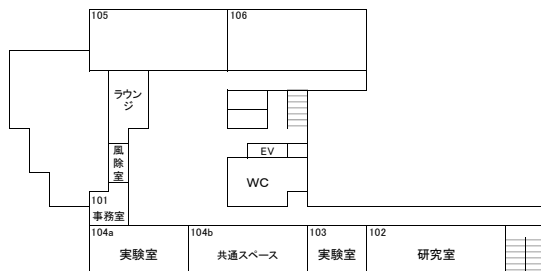 105
106
ラウン
ジ
風
除
室
EV
WC
101
事務室
104a
実験室
104b
共通スペース
103
実験室
102
研究室